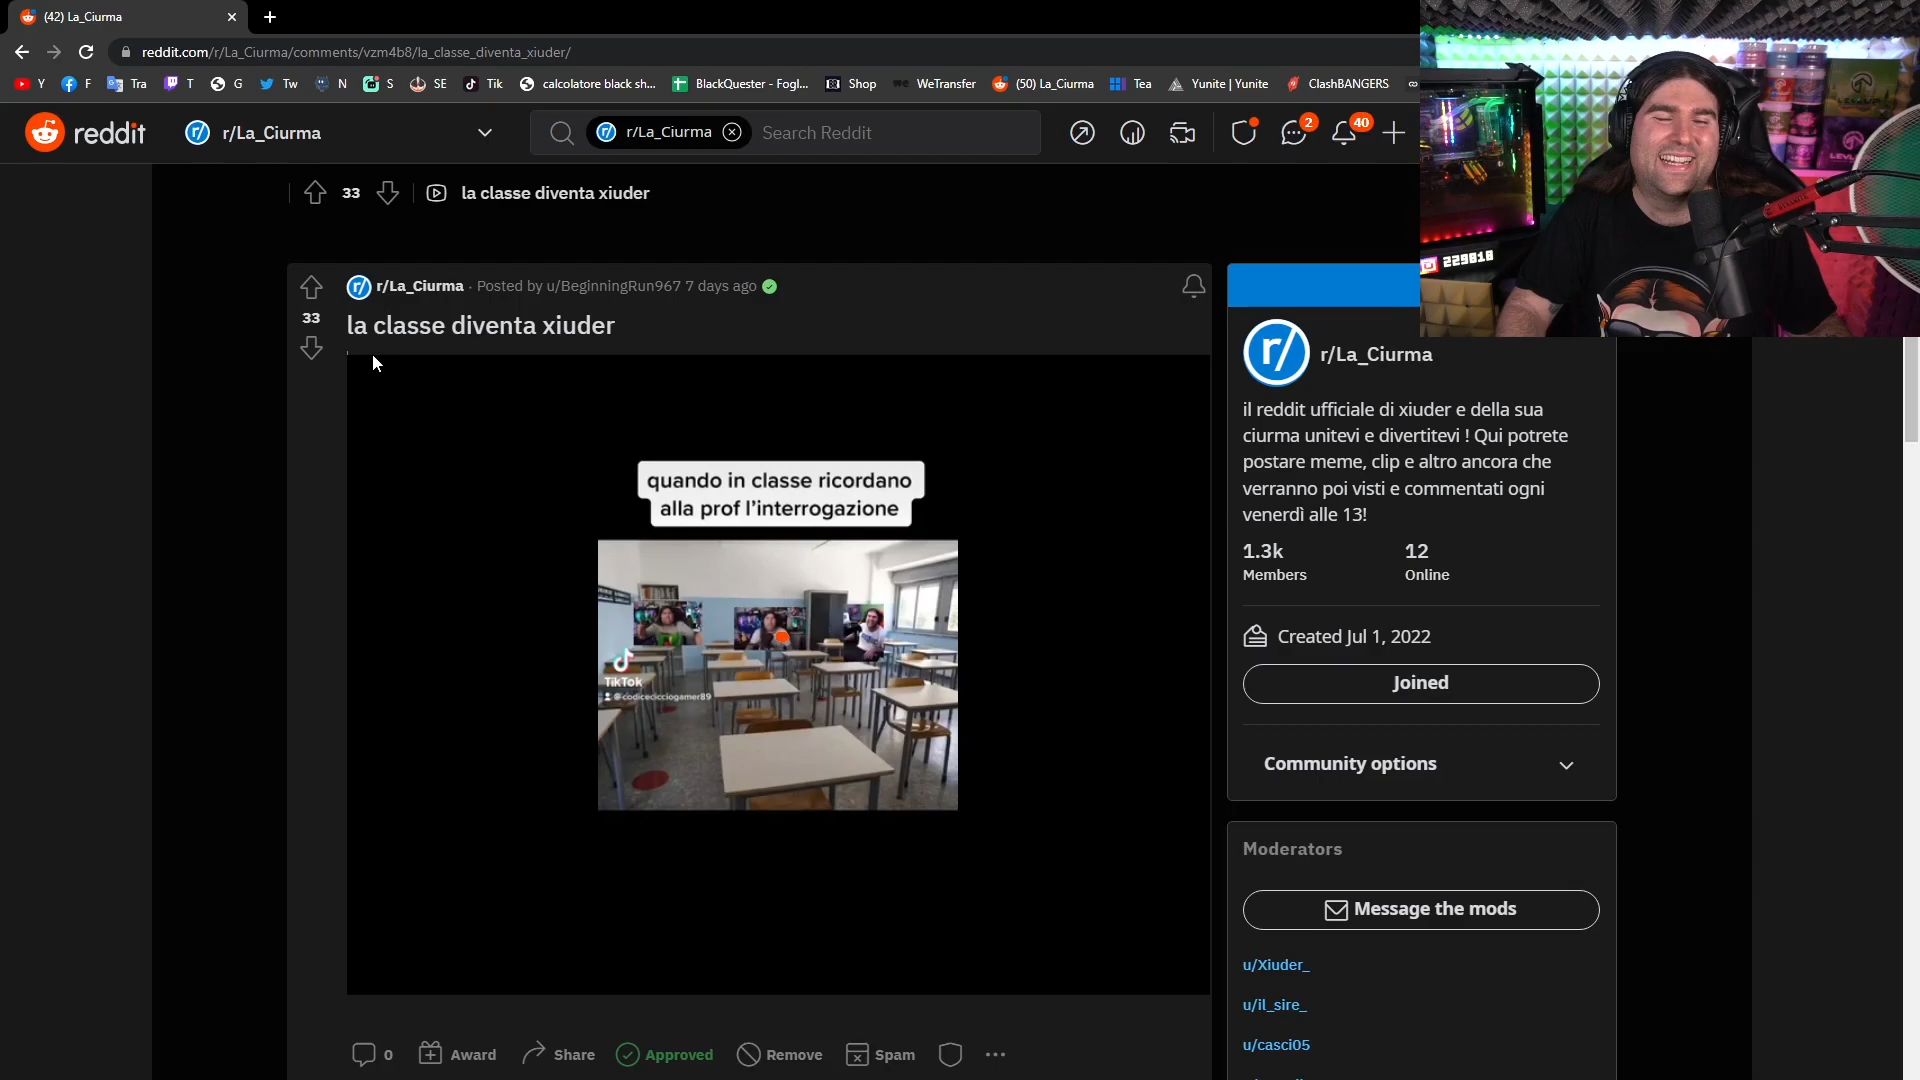 (42) La_Ciurma
reddit.com/r/La_Ciurma/comments/vzm4b8/la_classe_diventa_xiuder/
Y F Tra T G Tw N S SE Tik calcolatore black sh... BlackQuester - Fogl... Shop WeTransfer (50) La_Ciurma Tea Yunite | Yunite ClashBANGERS
reddit r/La_Ciurma r/La_Ciurma Search Reddit 2 40
33 la classe diventa xiuder
r/La_Ciurma · Posted by u/BeginningRun967 7 days ago
33
la classe diventa xiuder
quando in classe ricordano
alla prof l'interrogazione
TikTok
@codicecicciogamer89
0 Award Share Approved Remove Spam
229818
r/La_Ciurma
il reddit ufficiale di xiuder e della sua
ciurma unitevi e divertitevi ! Qui potrete
postare meme, clip e altro ancora che
verranno poi visti e commentati ogni
venerdì alle 13!
1.3k 12
Members Online
Created Jul 1, 2022
Joined
Community options
Moderators
Message the mods
u/Xiuder_
u/il_sire_
u/casci05